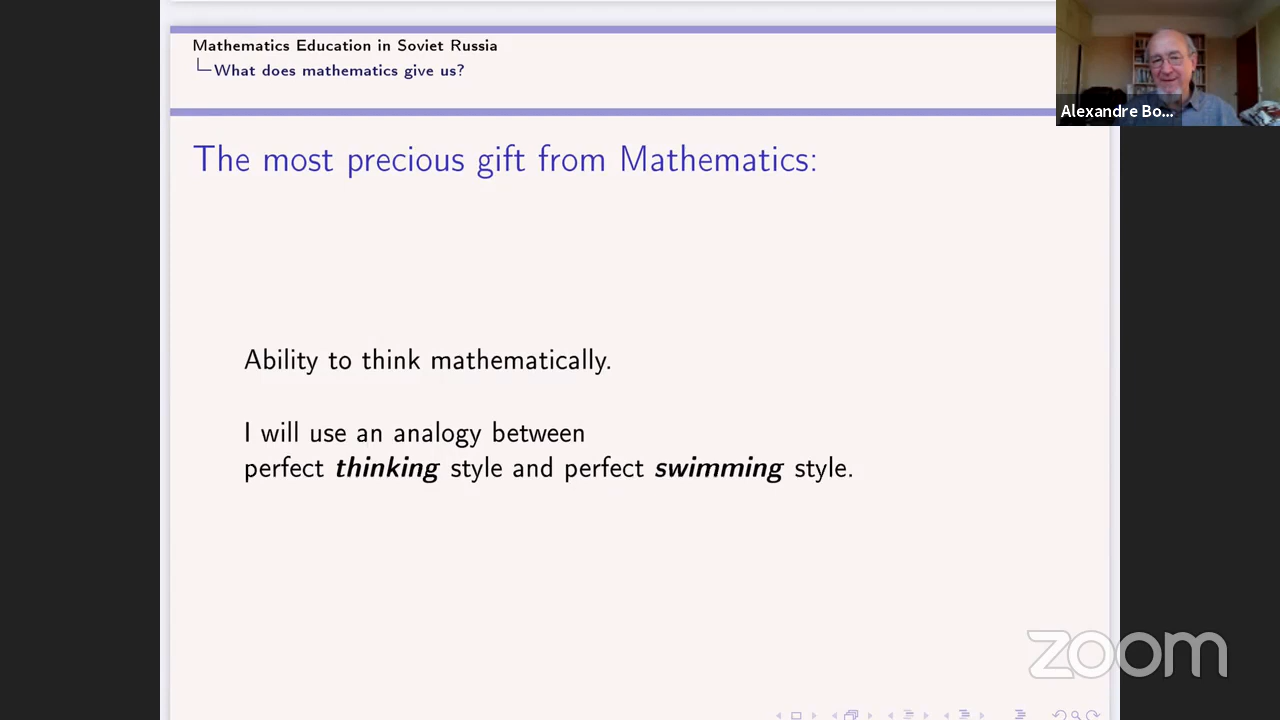 Mathematics Education in Soviet Russia
What does mathematics give us?
Alexandre Bo...
The most precious gift from Mathematics:
Ability to think mathematically.
I will use an analogy between
perfect thinking style and perfect swimming style.
zoom